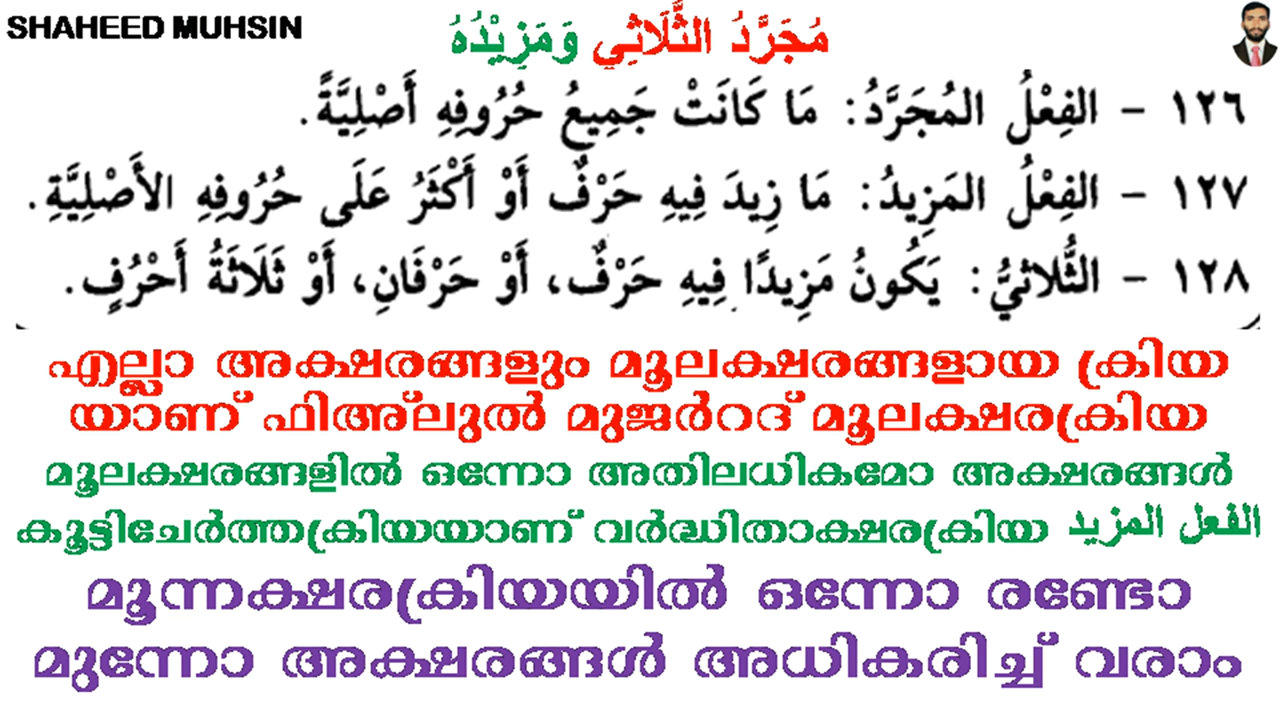 SHAHEED MUHSIN
مُجَرَّدُ الثَّلَاثِي وَمَزِيْدُهُ
١٢٦ - الفِعْلُ المُجَرَّدُ: مَا كَانَتْ جَمِيعُ حُرُوفِهِ أَصْلِيَّةً.
١٢٧ - الفِعْلُ المَزِيدُ: مَا زِيدَ فِيهِ حَرْفٌ أَوْ أَكْثَرُ عَلَى حُرُوفِهِ الأَصْلِيَّةِ.
١٢٨ - الثُّلاثيُّ: يَكُونُ مَزِيدًا فِيهِ حَرْفٌ، أَوْ حَرْفَانِ، أَوْ ثَلَاثَةُ أَحْرُفٍ.
എല്ലാ അക്ഷരങ്ങളും മൂലക്ഷരങ്ങളായ ക്രിയ
യാണ് ഫിഅ്ലുൽ മുജർറദ് മൂലക്ഷരക്രിയ
മൂലക്ഷരങ്ങളിൽ ഒന്നോ അതിലധികമോ അക്ഷരങ്ങൾ
കൂട്ടിചേർത്തക്രിയയാണ് വർദ്ധിതാക്ഷരക്രിയ الفعل المزيد
മൂന്നക്ഷരക്രിയയിൽ ഒന്നോ രണ്ടോ
മുന്നോ അക്ഷരങ്ങൾ അധികരിച്ച് വരാം